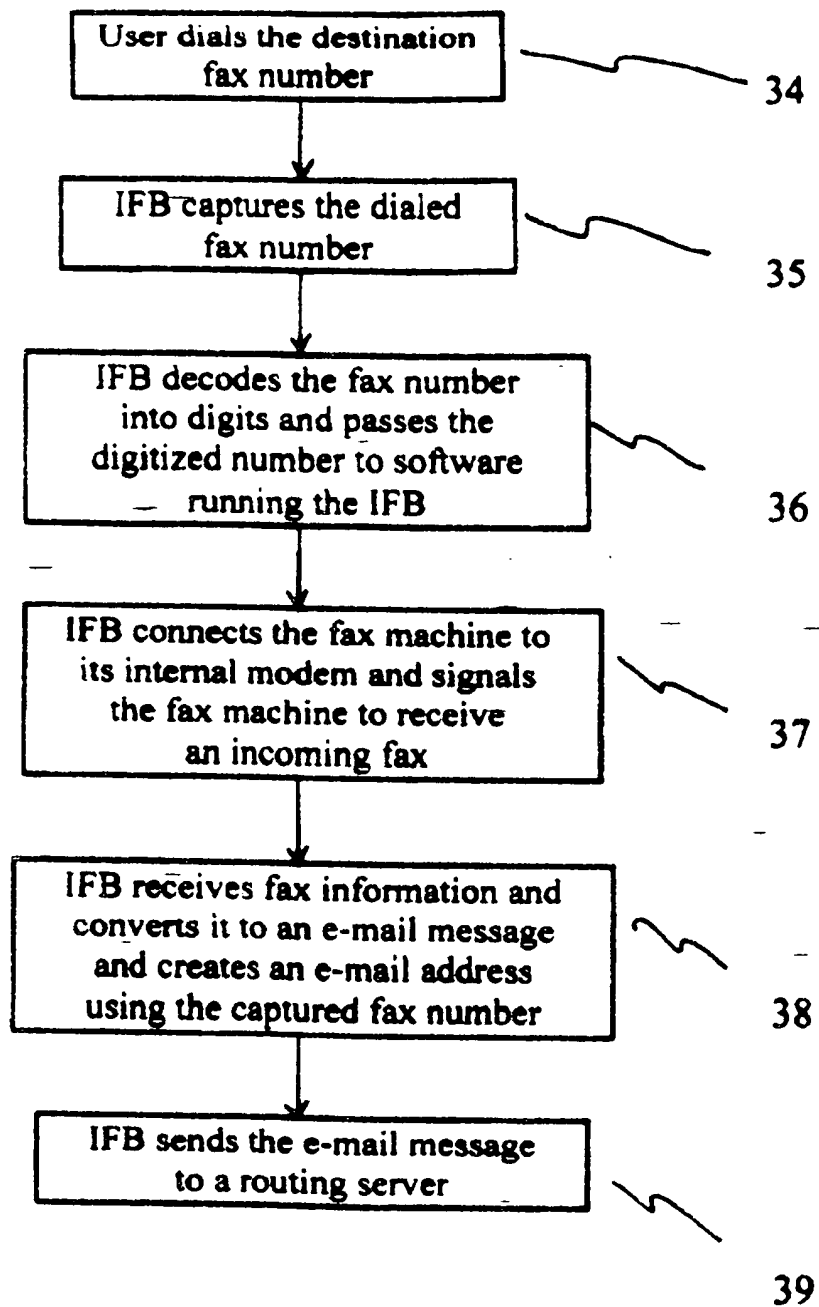 User dials the destination
fax number
34
IFB captures the dialed
fax number
35
IFB decodes the fax number
into digits and passes the
digitized number to software
running the IFB
36
IFB connects the fax machine to
its internal modem and signals
the fax machine to receive
an incoming fax
37
IFB receives fax information and
converts it to an e-mail message
and creates an e-mail address
using the captured fax number
38
IFB sends the e-mail message
to a routing server
39